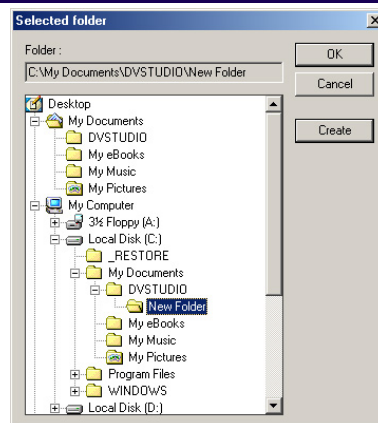 Selected folder
Folder :
C:\My Documents\DVSTUDIO\New Folder
OK
Cancel
Create
Desktop
My Documents
DVSTUDIO
My eBooks
My Music
My Pictures
My Computer
3½ Floppy (A:)
Local Disk (C:)
_RESTORE
My Documents
DVSTUDIO
New Folder
My eBooks
My Music
My Pictures
Program Files
WINDOWS
Local Disk (D:)